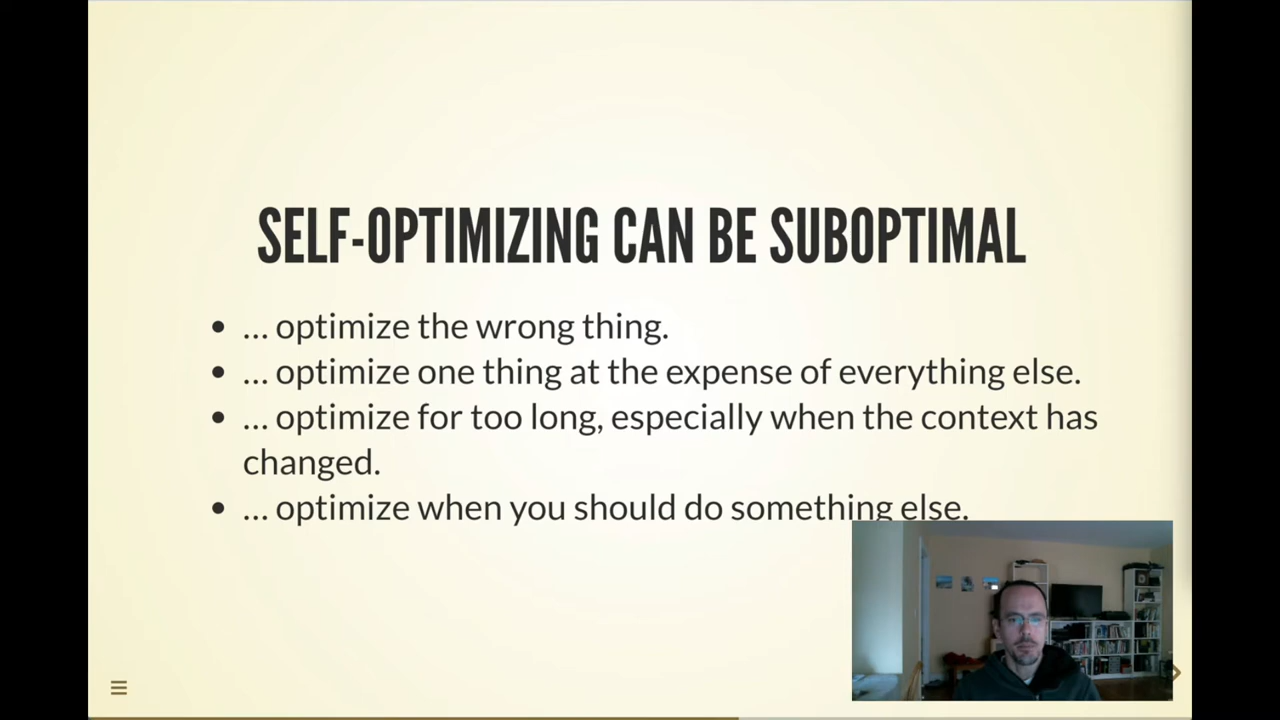 SELF-OPTIMIZING CAN BE SUBOPTIMAL
• … optimize the wrong thing.
• … optimize one thing at the expense of everything else.
• … optimize for too long, especially when the context has
changed.
• … optimize when you should do something else.